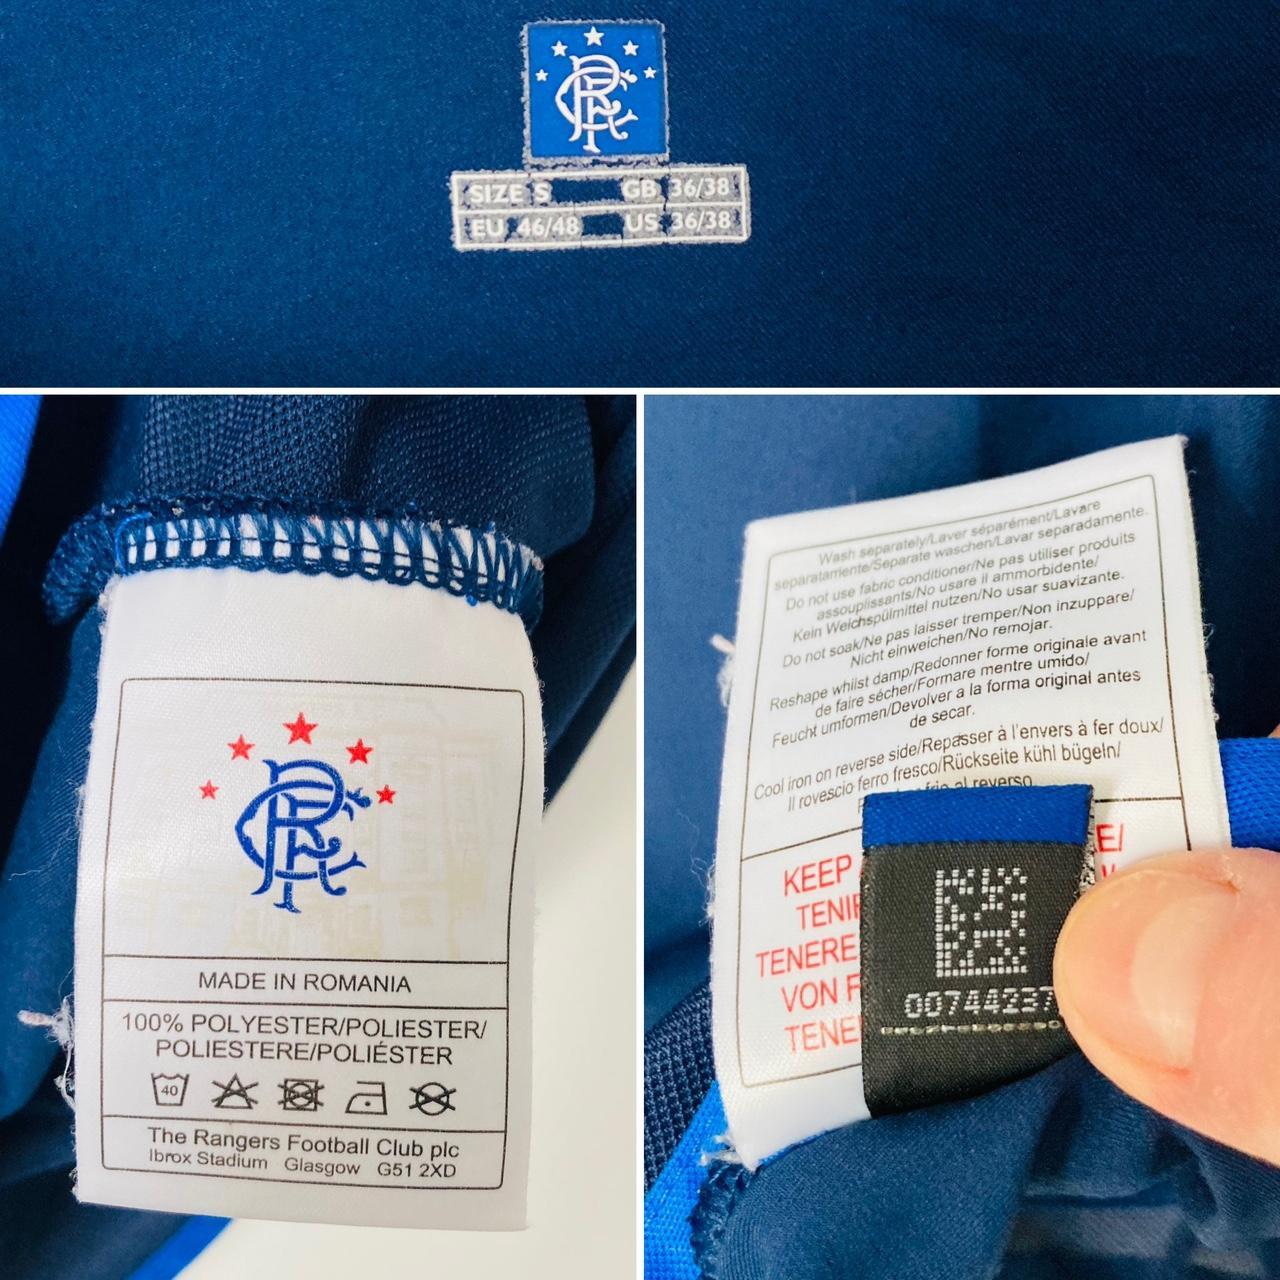 SIZE S GB 36/38
EU 46/48 US 36/38
MADE IN ROMANIA
100% POLYESTER/POLIESTER/
POLIESTERE/POLIÉSTER
40
The Rangers Football Club plc
Ibrox Stadium Glasgow G51 2XD
Wash separately/Laver séparément/Lavare
separatamente/Separate waschen/Lavar separadamente.
Do not use fabric conditioner/Ne pas utiliser produits
assouplissants/No usare il ammorbidente/
Kein Weichspülmittel nutzen/No usar suavizante.
Do not soak/Ne pas laisser tremper/Non inzuppare/
Nicht einweichen/No remojar.
Reshape whilst damp/Redonner forme originale avant
de faire sécher/Formare mentre umido/
Feucht umformen/Devolver a la forma original antes
de secar.
Cool iron on reverse side/Repasser à l'envers à fer doux/
Il rovescio ferro fresco/Rückseite kühl bügeln/
frio al reverso.
KEEP
TENIR
TENERE
VON
TENE
00744237